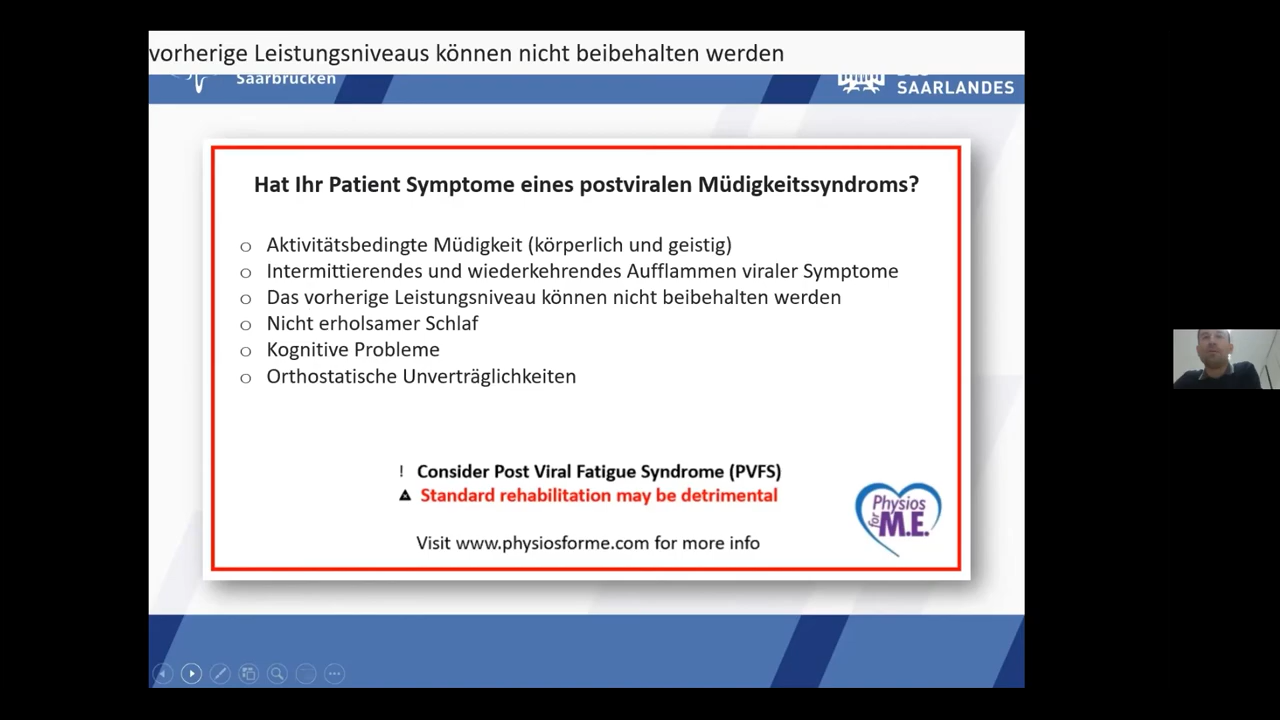 vorherige Leistungsniveaus können nicht beibehalten werden
Saarbrücken
SAARLANDES
Hat Ihr Patient Symptome eines postviralen Müdigkeitssyndroms?
o Aktivitätsbedingte Müdigkeit (körperlich und geistig)
o Intermittierendes und wiederkehrendes Aufflammen viraler Symptome
o Das vorherige Leistungsniveau können nicht beibehalten werden
o Nicht erholsamer Schlaf
o Kognitive Probleme
o Orthostatische Unverträglichkeiten
! Consider Post Viral Fatigue Syndrome (PVFS)
Standard rehabilitation may be detrimental
Physios
for M.E.
Visit www.physiosforme.com for more info